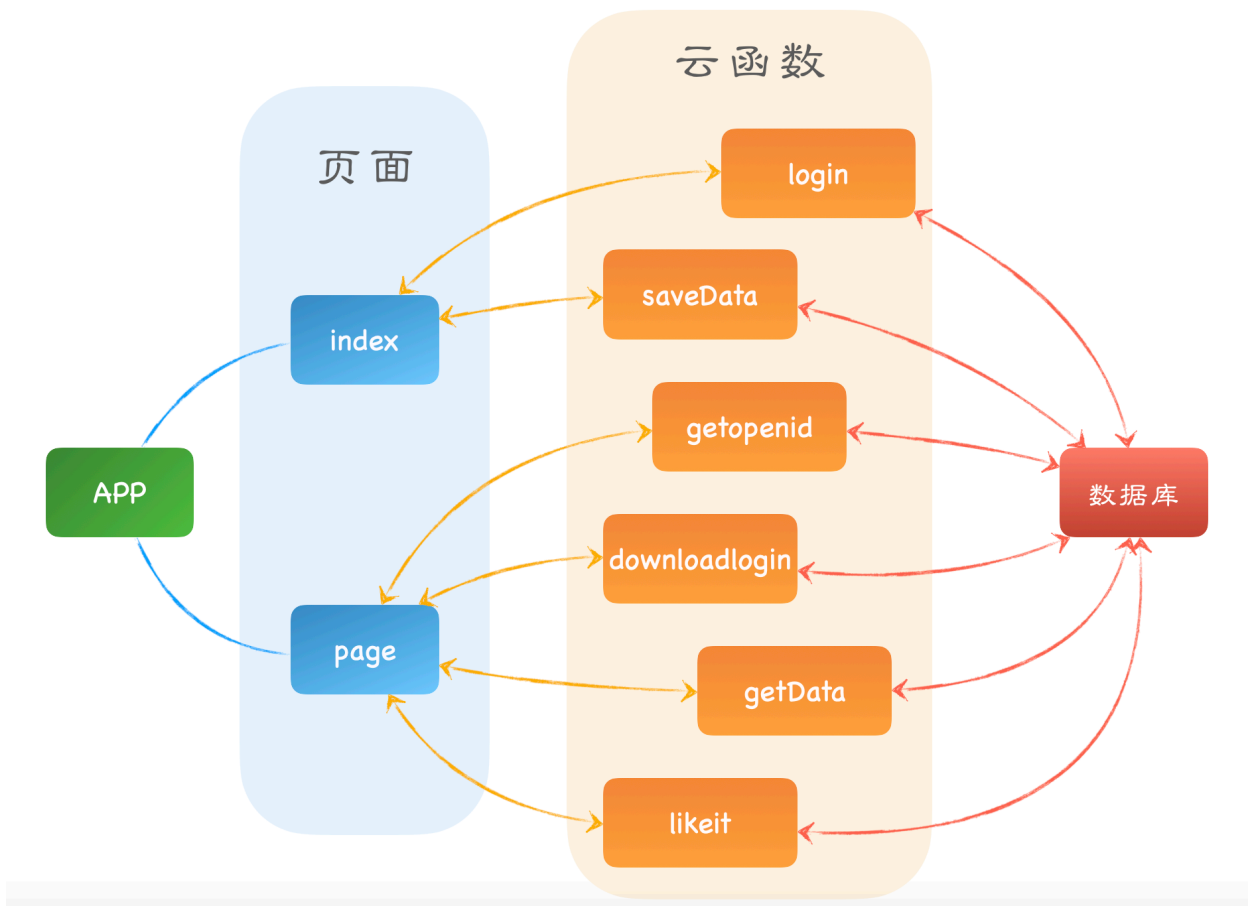 云函数
页面
login
saveData
index
getopenid
APP
数据库
downloadlogin
page
getData
likeit